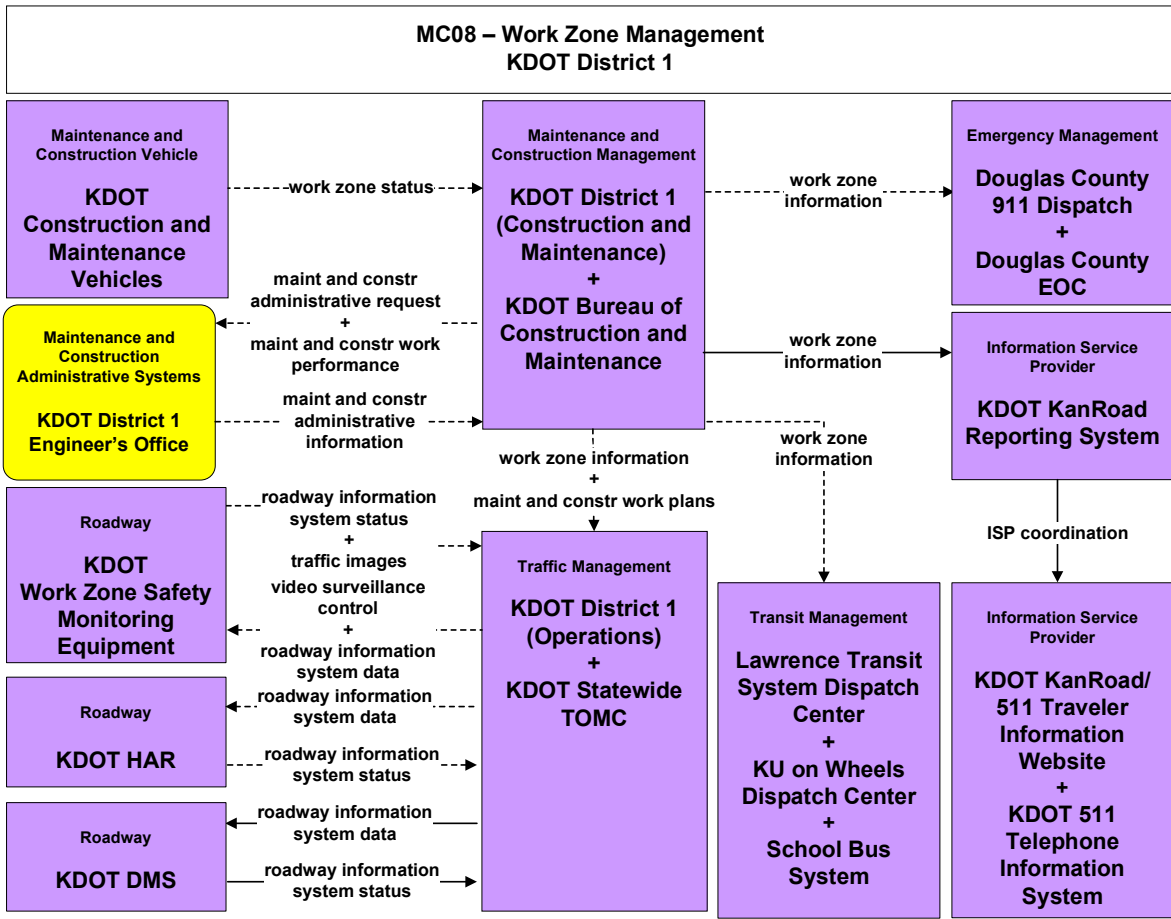 MC08 – Work Zone Management
KDOT District 1
Maintenance and
Construction Vehicle
KDOT
Construction and
Maintenance
Vehicles
work zone status
Maintenance and
Construction Management
KDOT District 1
(Construction and
Maintenance)
+
KDOT Bureau of
Construction and
Maintenance
work zone
information
Emergency Management
Douglas County
911 Dispatch
+
Douglas County
EOC
maint and constr
administrative request
+
maint and constr work
performance
Maintenance and
Construction
Administrative Systems
KDOT District 1
Engineer's Office
maint and constr
administrative
information
work zone
information
Information Service
Provider
KDOT KanRoad
Reporting System
work zone information
+
maint and constr work plans
work zone
information
ISP coordination
Roadway
KDOT
Work Zone Safety
Monitoring
Equipment
roadway information
system status
+
traffic images
video surveillance
control
+
roadway information
system data
Traffic Management
KDOT District 1
(Operations)
+
KDOT Statewide
TOMC
Transit Management
Lawrence Transit
System Dispatch
Center
+
KU on Wheels
Dispatch Center
+
School Bus
System
Information Service
Provider
KDOT KanRoad/
511 Traveler
Information
Website
+
KDOT 511
Telephone
Information
System
Roadway
KDOT HAR
roadway information
system data
roadway information
system status
Roadway
KDOT DMS
roadway information
system data
roadway information
system status